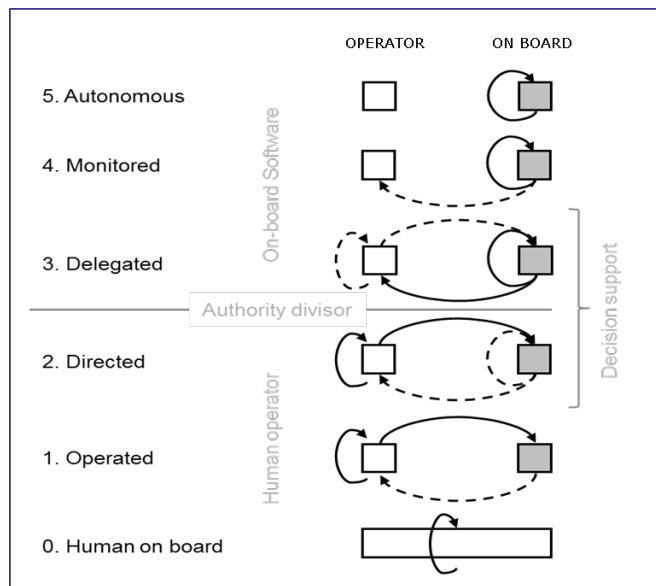 OPERATOR ON BOARD
5. Autonomous
4. Monitored
On-board Software
3. Delegated
Authority divisor
Decision support
2. Directed
Human operator
1. Operated
0. Human on board